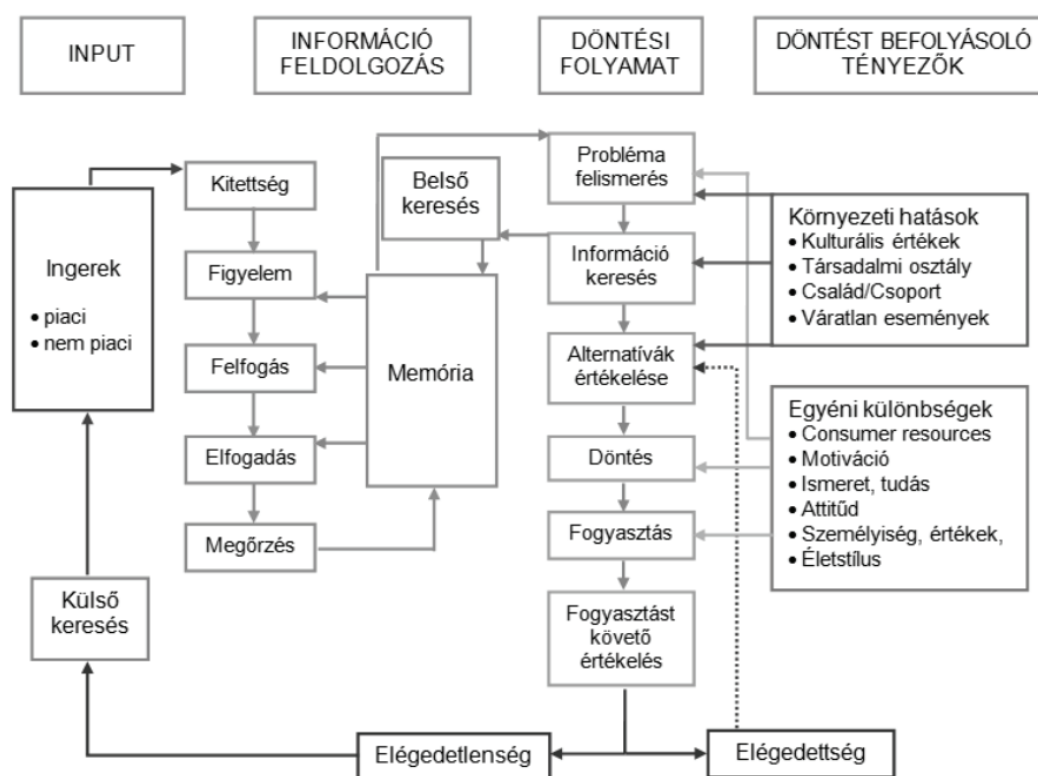 INPUT
INFORMÁCIÓ
FELDOLGOZÁS
DÖNTÉSI
FOLYAMAT
DÖNTÉST BEFOLYÁSOLÓ
TÉNYEZŐK
Ingerek
• piaci
• nem piaci
Külső
keresés
Kitettség
Figyelem
Felfogás
Elfogadás
Megőrzés
Belső
keresés
Memória
Probléma
felismerés
Információ
keresés
Alternatívák
értékelése
Döntés
Fogyasztás
Fogyasztást
követő
értékelés
Környezeti hatások
• Kulturális értékek
• Társadalmi osztály
• Család/Csoport
• Váratlan események
Egyéni különbségek
• Consumer resources
• Motiváció
• Ismeret, tudás
• Attitűd
• Személyiség, értékek,
• Életstílus
Elégedetlenség
Elégedettség